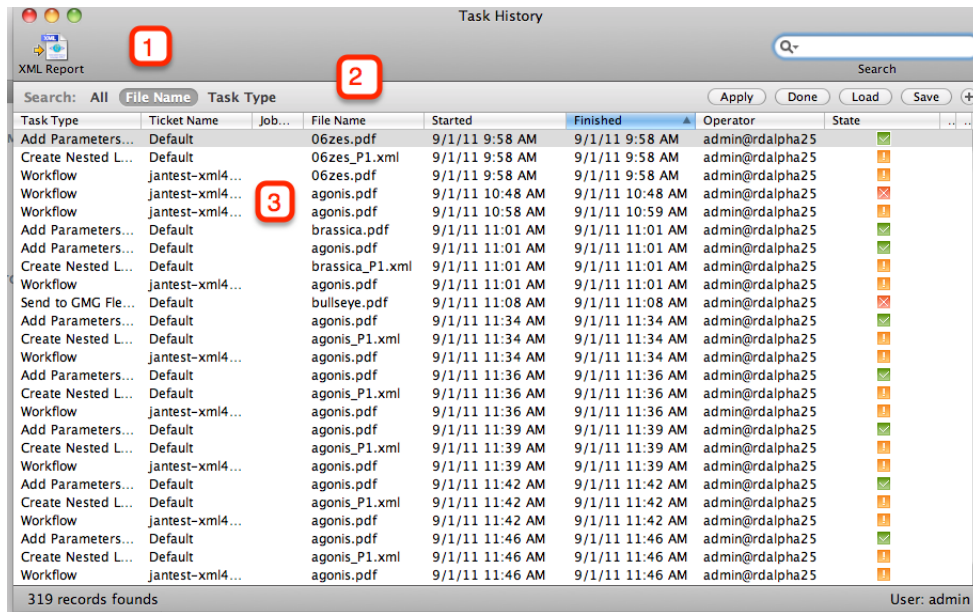 Task History
XML
1
XML Report
Search
2
Search: All File Name Task Type Apply Done Load Save +
Task Type Ticket Name Job... File Name Started Finished Operator State .. ..
Add Parameters... Default 06zes.pdf 9/1/11 9:58 AM 9/1/11 9:58 AM admin@rdalpha25
Create Nested L... Default 06zes_P1.xml 9/1/11 9:58 AM 9/1/11 9:58 AM admin@rdalpha25
Workflow jantest-xml4... 06zes.pdf 9/1/11 9:58 AM 9/1/11 9:58 AM admin@rdalpha25
Workflow jantest-xml4... agonis.pdf 9/1/11 10:48 AM 9/1/11 10:48 AM admin@rdalpha25
3
Workflow jantest-xml4... agonis.pdf 9/1/11 10:58 AM 9/1/11 10:59 AM admin@rdalpha25
Add Parameters... Default brassica.pdf 9/1/11 11:01 AM 9/1/11 11:01 AM admin@rdalpha25
Add Parameters... Default agonis.pdf 9/1/11 11:01 AM 9/1/11 11:01 AM admin@rdalpha25
Create Nested L... Default brassica_P1.xml 9/1/11 11:01 AM 9/1/11 11:01 AM admin@rdalpha25
Workflow jantest-xml4... agonis.pdf 9/1/11 11:01 AM 9/1/11 11:01 AM admin@rdalpha25
Send to GMG Fle... Default bullseye.pdf 9/1/11 11:08 AM 9/1/11 11:08 AM admin@rdalpha25
Add Parameters... Default agonis.pdf 9/1/11 11:34 AM 9/1/11 11:34 AM admin@rdalpha25
Create Nested L... Default agonis_P1.xml 9/1/11 11:34 AM 9/1/11 11:34 AM admin@rdalpha25
Workflow jantest-xml4... agonis.pdf 9/1/11 11:34 AM 9/1/11 11:34 AM admin@rdalpha25
Add Parameters... Default agonis.pdf 9/1/11 11:36 AM 9/1/11 11:36 AM admin@rdalpha25
Create Nested L... Default agonis_P1.xml 9/1/11 11:36 AM 9/1/11 11:36 AM admin@rdalpha25
Workflow jantest-xml4... agonis.pdf 9/1/11 11:36 AM 9/1/11 11:36 AM admin@rdalpha25
Add Parameters... Default agonis.pdf 9/1/11 11:39 AM 9/1/11 11:39 AM admin@rdalpha25
Create Nested L... Default agonis_P1.xml 9/1/11 11:39 AM 9/1/11 11:39 AM admin@rdalpha25
Workflow jantest-xml4... agonis.pdf 9/1/11 11:39 AM 9/1/11 11:39 AM admin@rdalpha25
Add Parameters... Default agonis.pdf 9/1/11 11:42 AM 9/1/11 11:42 AM admin@rdalpha25
Create Nested L... Default agonis_P1.xml 9/1/11 11:42 AM 9/1/11 11:42 AM admin@rdalpha25
Workflow jantest-xml4... agonis.pdf 9/1/11 11:42 AM 9/1/11 11:42 AM admin@rdalpha25
Add Parameters... Default agonis.pdf 9/1/11 11:46 AM 9/1/11 11:46 AM admin@rdalpha25
Create Nested L... Default agonis_P1.xml 9/1/11 11:46 AM 9/1/11 11:46 AM admin@rdalpha25
Workflow jantest-xml4... agonis.pdf 9/1/11 11:46 AM 9/1/11 11:46 AM admin@rdalpha25
319 records founds User: admin